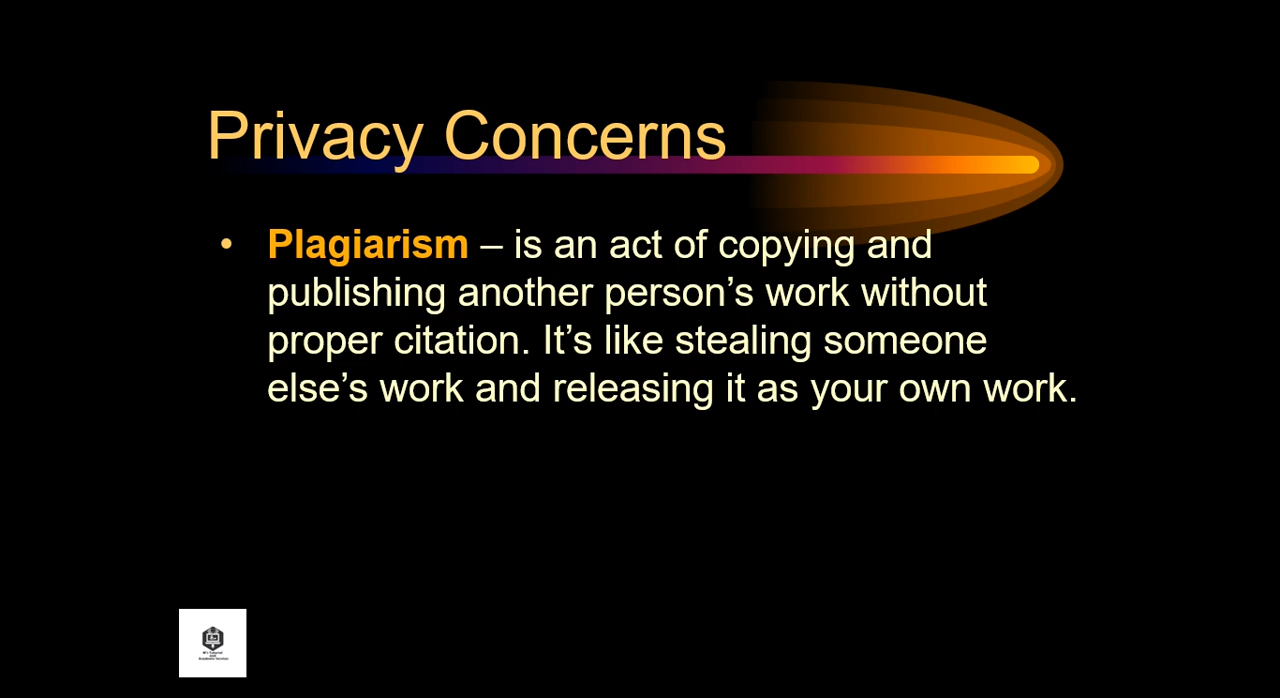 Privacy Concerns
• Plagiarism – is an act of copying and
publishing another person’s work without
proper citation. It’s like stealing someone
else’s work and releasing it as your own work.